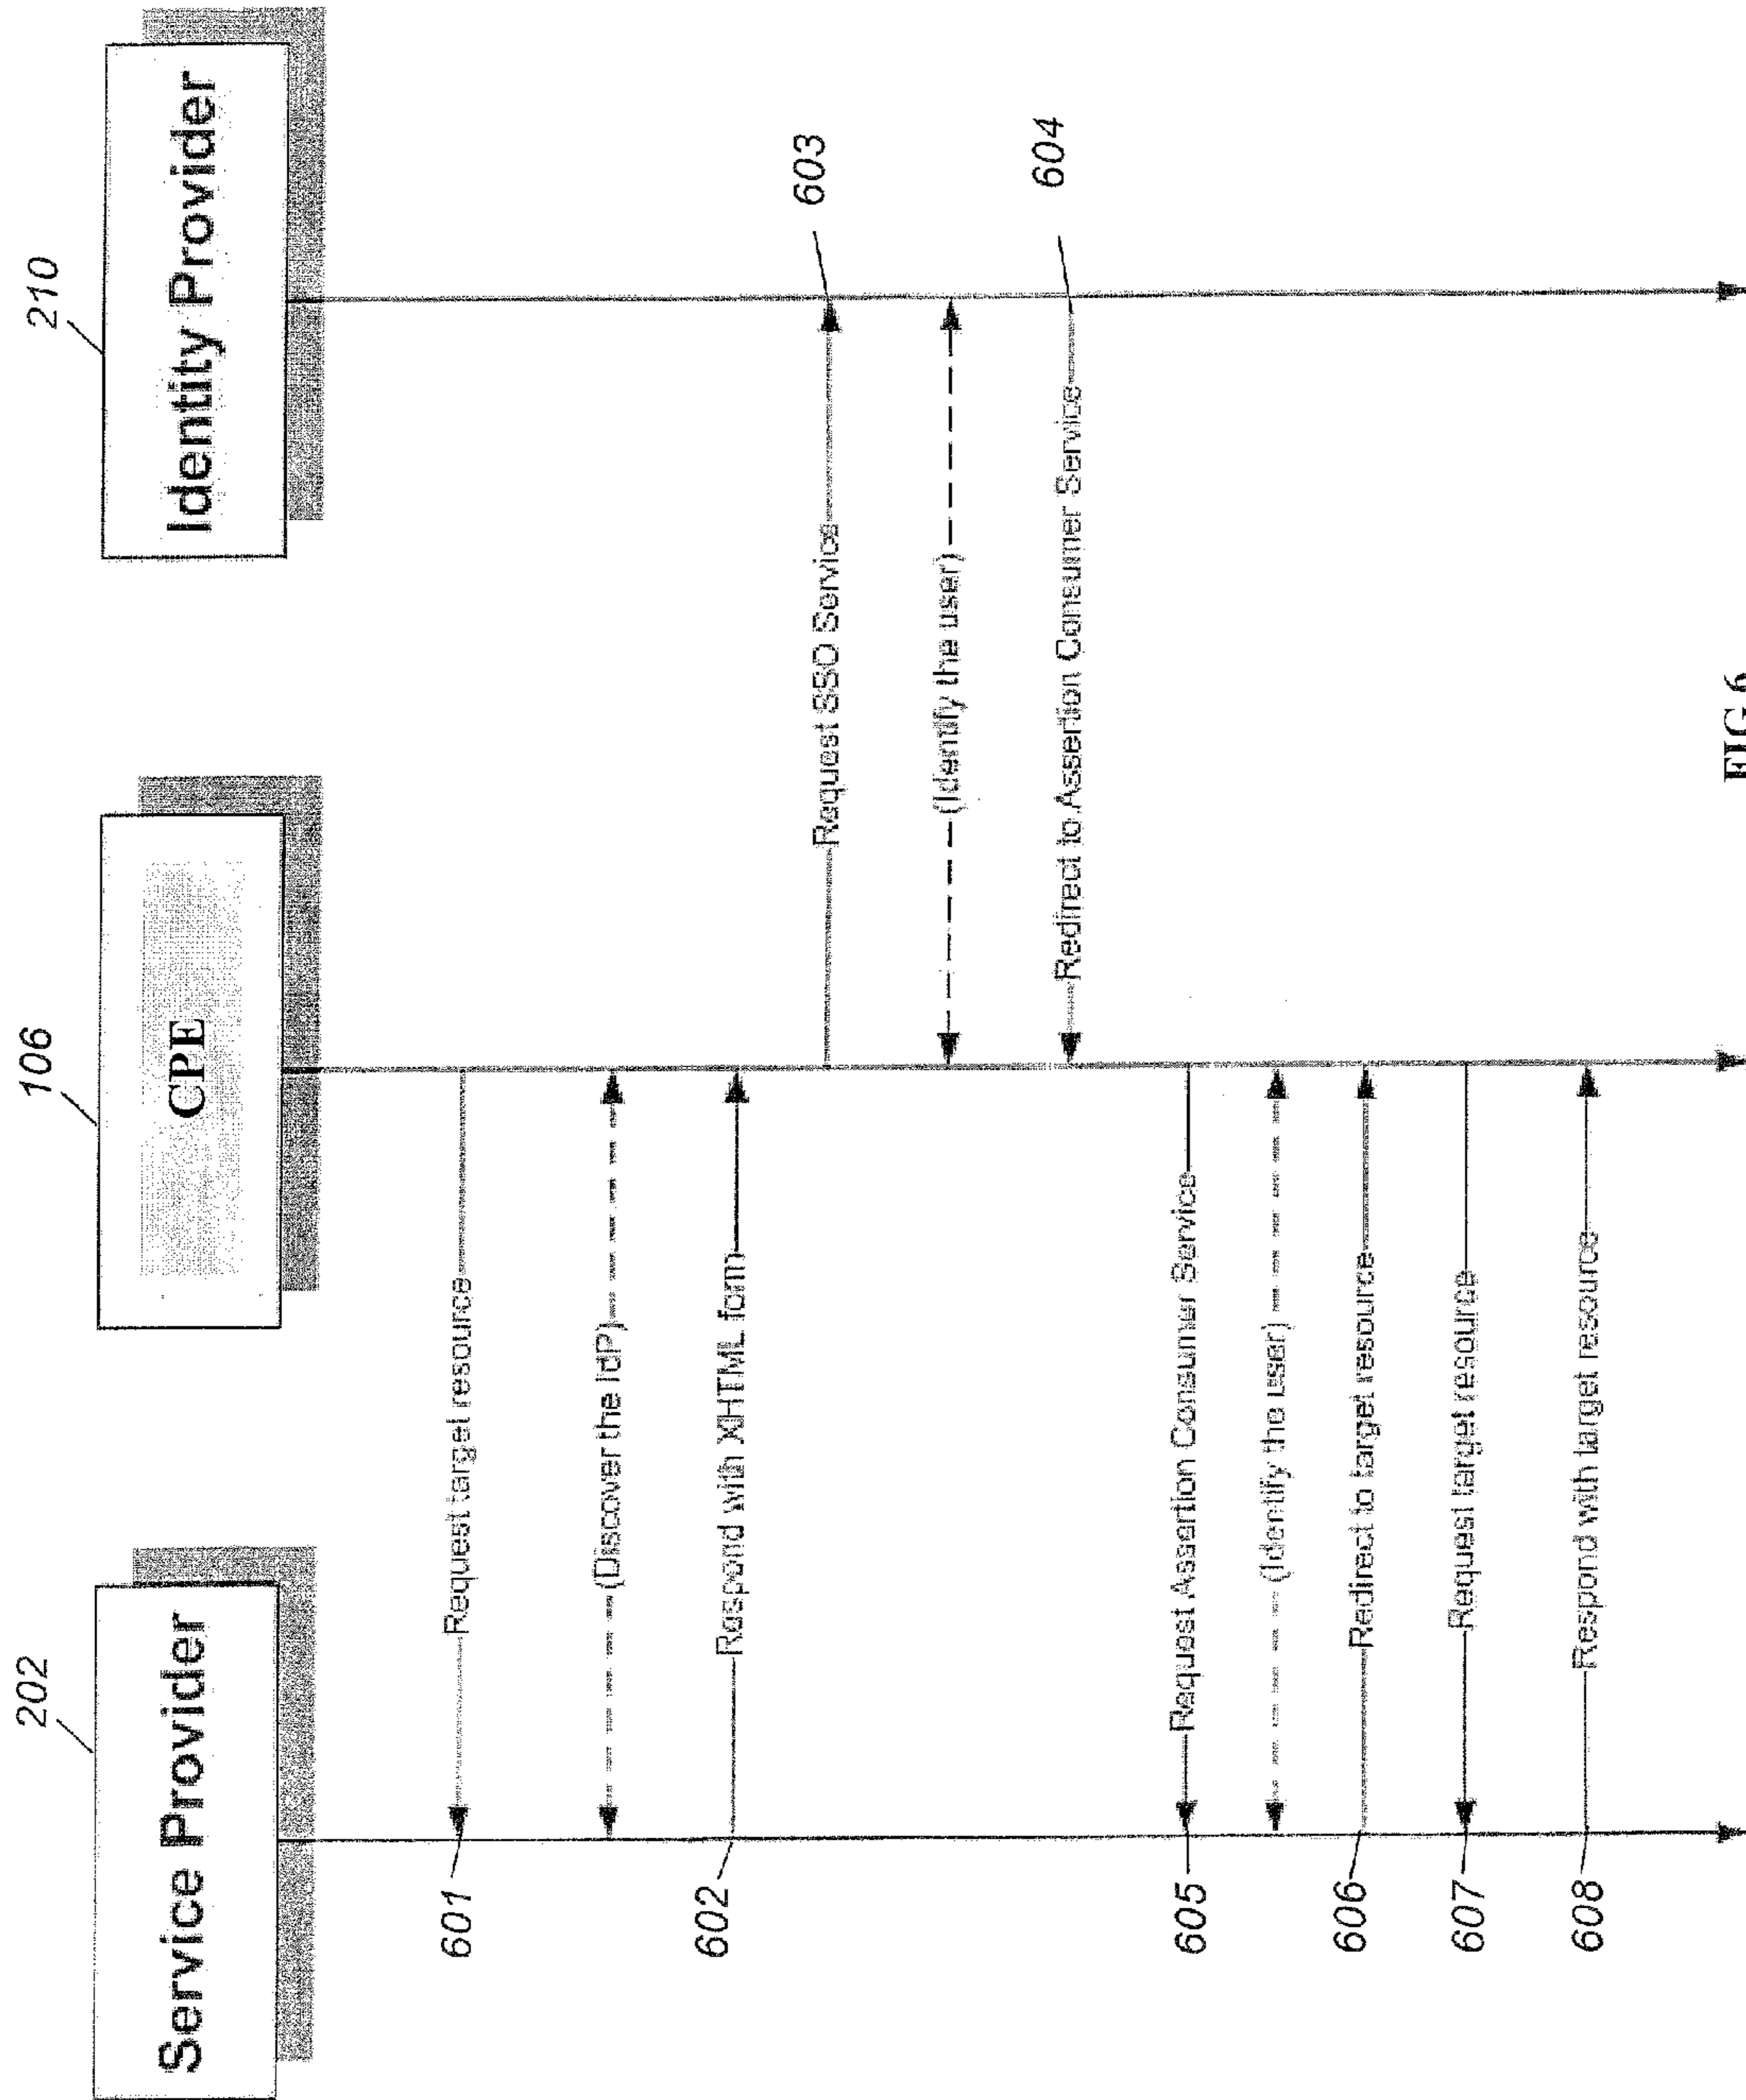 202
Service Provider
106
CPE
210
Identity Provider
601
Request target resource
(Discover the IdP)
602
Respond with XHTML form
603
Request SSO Service
(Identify the user)
604
Redirect to Assertion Consumer Service
605
Request Assertion Consumer Service
(Identify the user)
606
Redirect to target resource
607
Request target resource
608
Respond with target resource
FIG 6